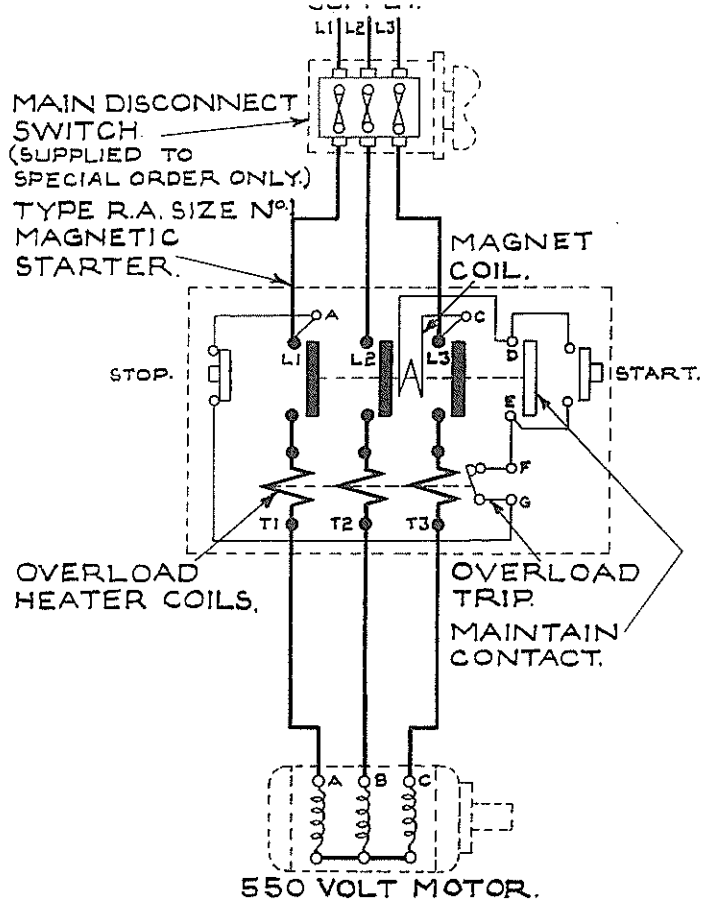 L1 L2 L3
MAIN DISCONNECT
SWITCH
(SUPPLIED TO
SPECIAL ORDER ONLY.)
TYPE R.A. SIZE No.1
MAGNETIC
STARTER.
MAGNET
COIL.
A
C
L1
L2
L3
D
STOP.
START.
E
F
G
T1
T2
T3
OVERLOAD
HEATER COILS,
OVERLOAD
TRIP.
MAINTAIN
CONTACT.
A
B
C
550 VOLT MOTOR.